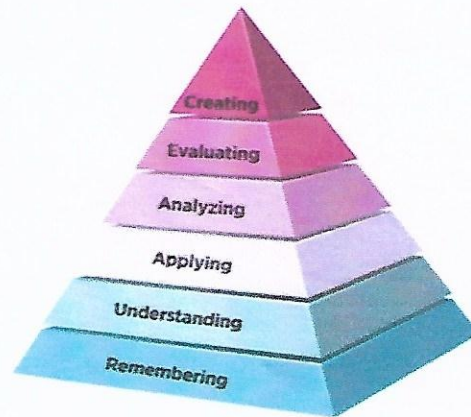 Creating
Evaluating
Analyzing
Applying
Understanding
Remembering